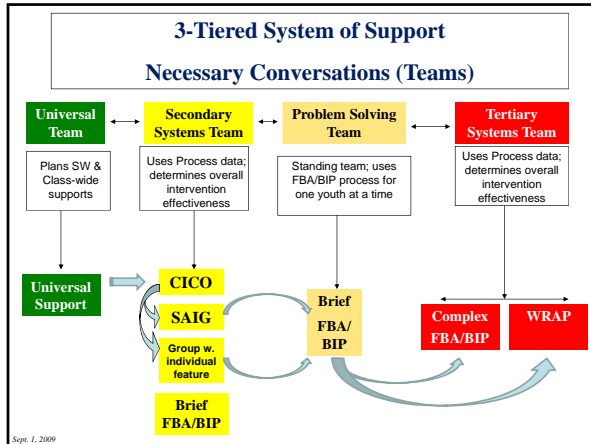 3-Tiered System of Support
Necessary Conversations (Teams)
Universal
Team
Secondary
Systems Team
Problem Solving
Team
Tertiary
Systems Team
Plans SW &
Class-wide
supports
Uses Process data;
determines overall
intervention
effectiveness
Standing team; uses
FBA/BIP process for
one youth at a time
Uses Process data;
determines overall
intervention
effectiveness
Universal
Support
CICO
SAIG
Group w.
individual
feature
Brief
FBA/BIP
Brief
FBA/
BIP
Complex
FBA/BIP
WRAP
Sept. 1, 2009